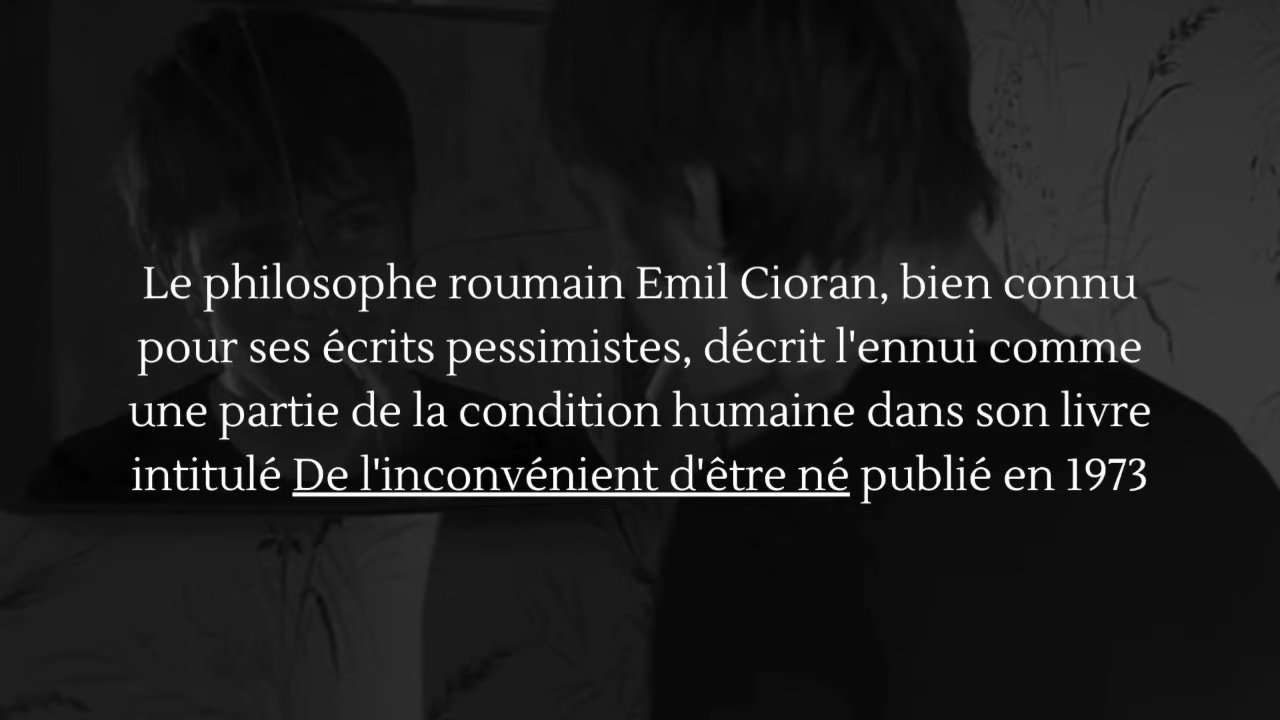 Le philosophe roumain Emil Cioran, bien connu
pour ses écrits pessimistes, décrit l'ennui comme
une partie de la condition humaine dans son livre
intitulé De l'inconvénient d'être né publié en 1973